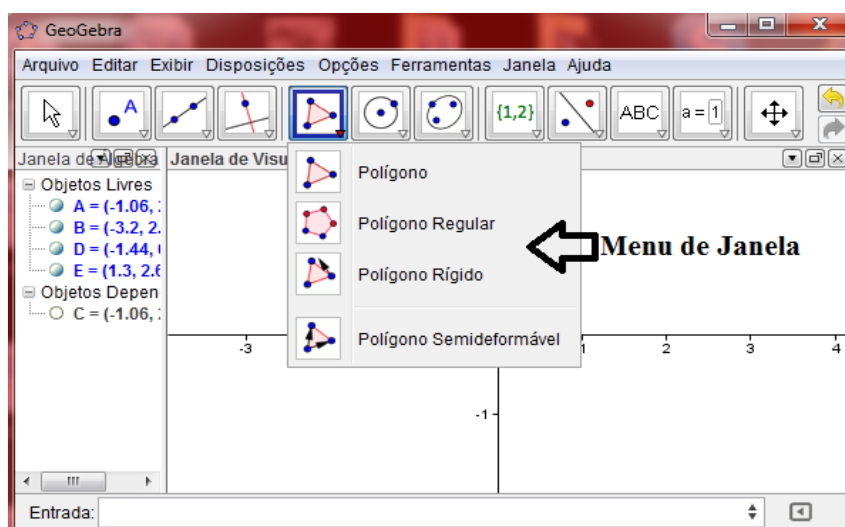 GeoGebra
Arquivo Editar Exibir Disposições Opções Ferramentas Janela Ajuda
A
{1,2}
ABC
a = 1
Janela de Álgebra
Janela de Visu
Polígono
Polígono Regular
Polígono Rígido
Polígono Semideformável
Menu de Janela
Objetos Livres
A = (-1.06,
B = (-3.2, 2.
D = (-1.44,
E = (1.3, 2.6
Objetos Depen
C = (-1.06,
-3
1
2
3
4
-1
Entrada: